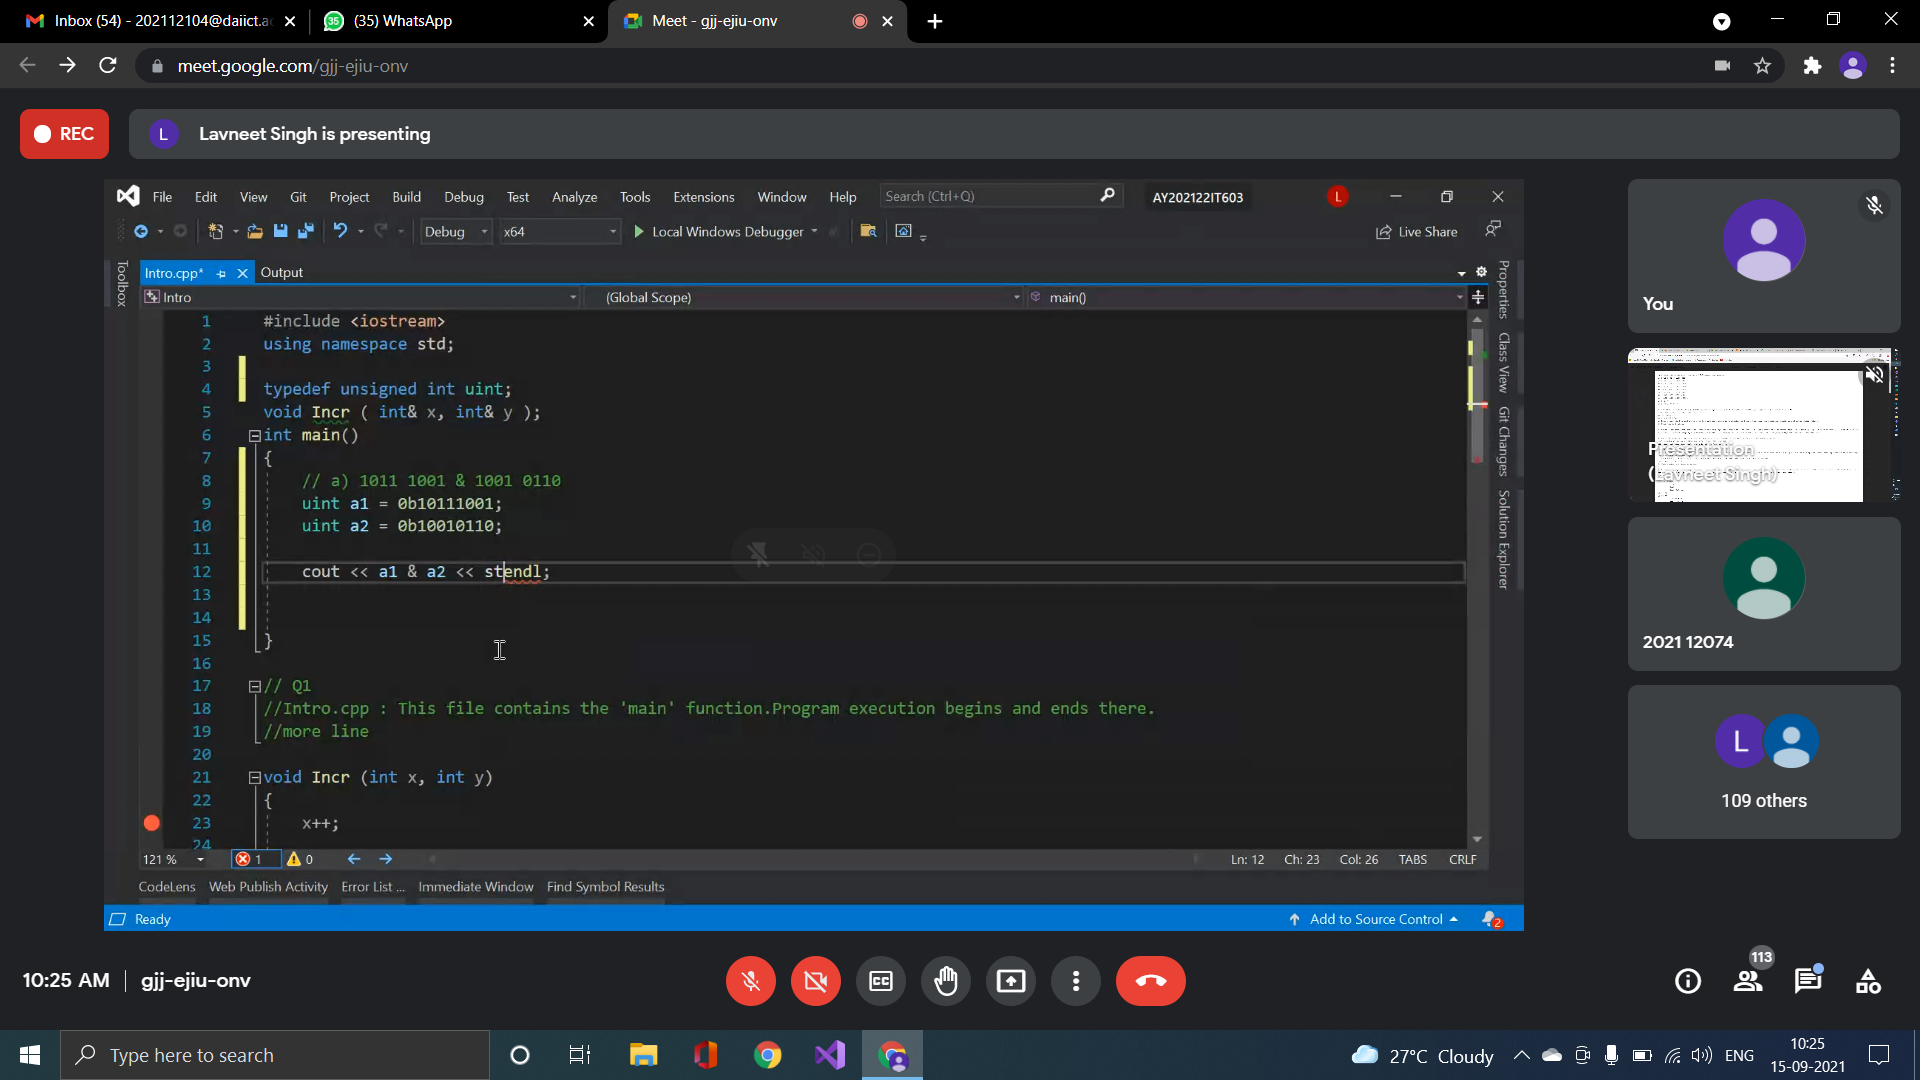 Inbox (54) - 202112104@daiict.a
(35) WhatsApp
Meet - gjj-ejiu-onv
meet.google.com/gjj-ejiu-onv
REC
L
Lavneet Singh is presenting
File Edit View Git Project Build Debug Test Analyze Tools Extensions Window Help Search (Ctrl+Q) AY202122IT603 L
Debug x64 Local Windows Debugger Live Share
Toolbox
Intro.cpp* Output
Intro (Global Scope) main()
1 #include <iostream>
2 using namespace std;
3
4 typedef unsigned int uint;
5 void Incr ( int& x, int& y );
6 int main()
7 {
8 // a) 1011 1001 & 1001 0110
9 uint a1 = 0b10111001;
10 uint a2 = 0b10010110;
11
12 cout << a1 & a2 << stendl;
13
14
15 }
16
17 // Q1
18 //Intro.cpp : This file contains the 'main' function.Program execution begins and ends there.
19 //more line
20
21 void Incr (int x, int y)
22 {
23 x++;
24
121 % 1 0 Ln: 12 Ch: 23 Col: 26 TABS CRLF
CodeLens Web Publish Activity Error List ... Immediate Window Find Symbol Results
Ready Add to Source Control 2
Properties
Class View
Git Changes
Solution Explorer
You
Presentation
(Lavneet Singh)
2021 12074
L
109 others
10:25 AM gjj-ejiu-onv
CC
113
Type here to search
27°C Cloudy
ENG
10:25
15-09-2021